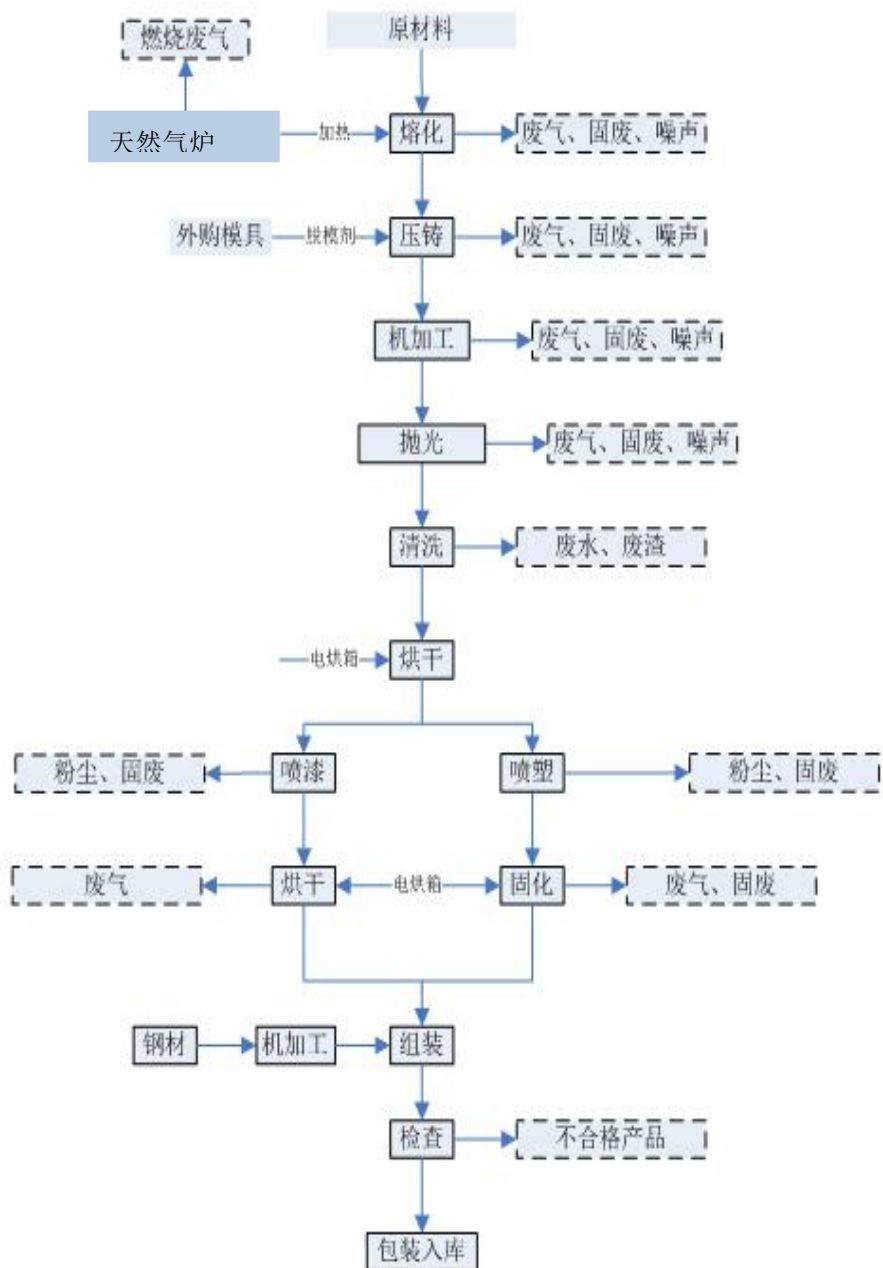 燃烧废气
原材料
天然气炉
加热
熔化
废气、固废、噪声
外购模具
脱模剂
压铸
废气、固废、噪声
机加工
废气、固废、噪声
抛光
废气、固废、噪声
清洗
废水、废渣
电烘箱
烘干
粉尘、固废
喷漆
喷塑
粉尘、固废
废气
烘干
电烘箱
固化
废气、固废
钢材
机加工
组装
检查
不合格产品
包装入库